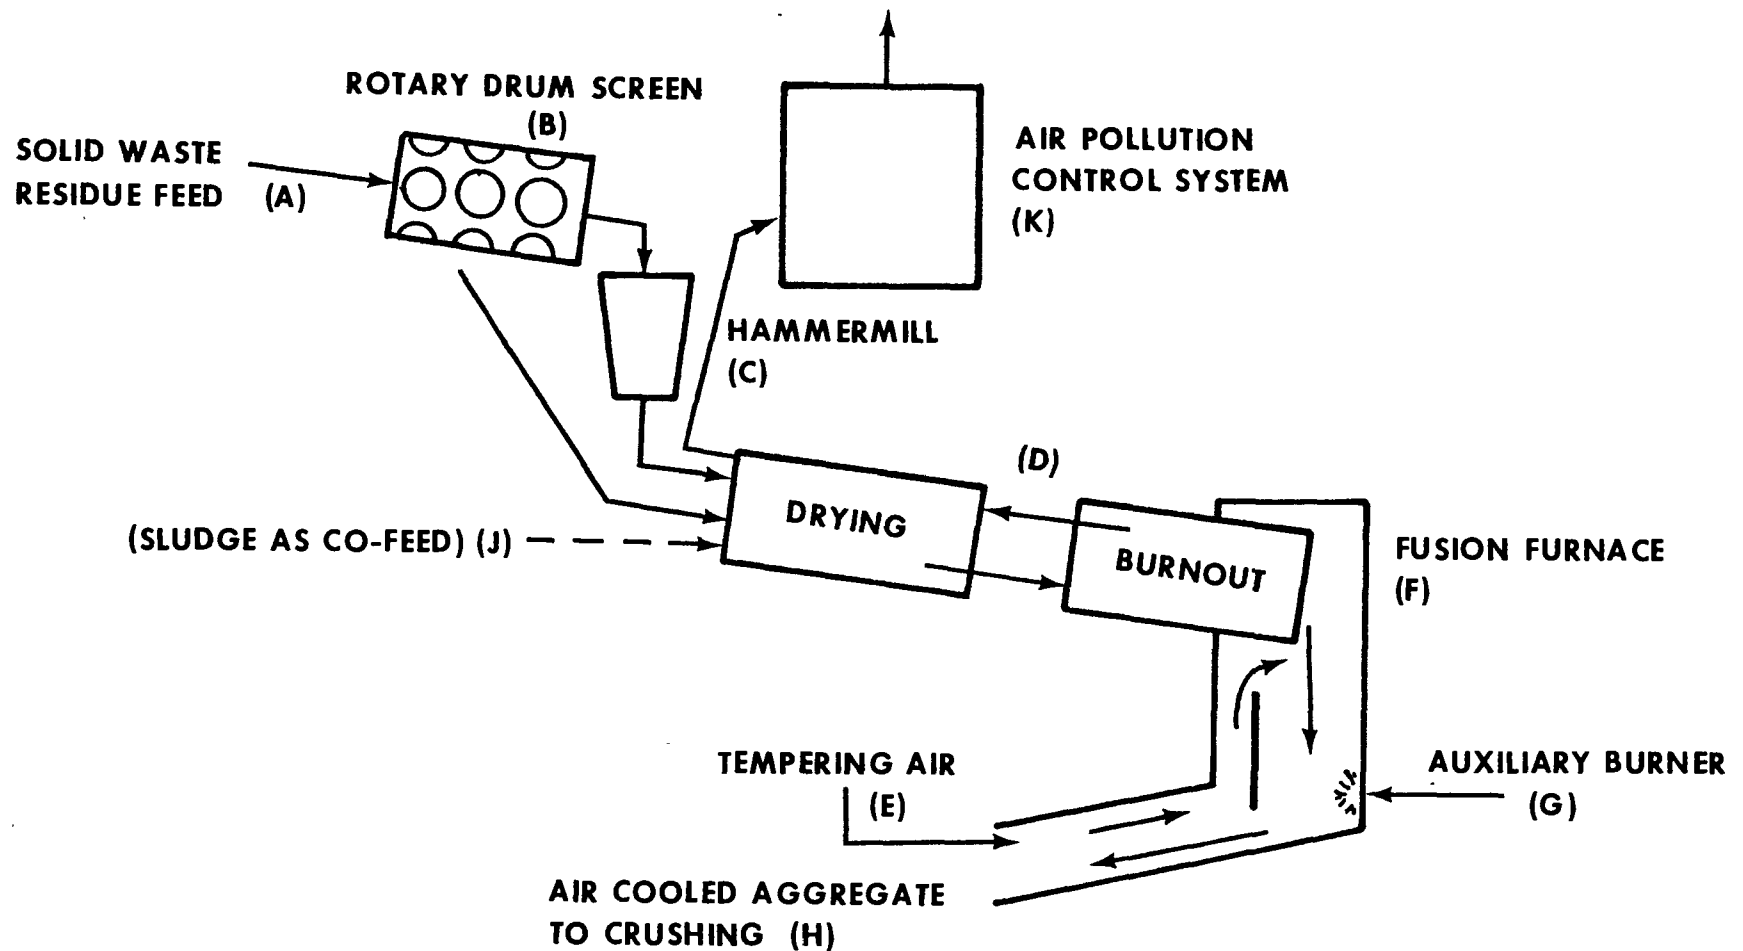 ROTARY DRUM SCREEN
(B)
SOLID WASTE
RESIDUE FEED (A)
AIR POLLUTION
CONTROL SYSTEM
(K)
HAMMERMILL
(C)
(D)
DRYING
(SLUDGE AS CO-FEED) (J)
BURNOUT
FUSION FURNACE
(F)
TEMPERING AIR
(E)
AUXILIARY BURNER
(G)
AIR COOLED AGGREGATE
TO CRUSHING (H)